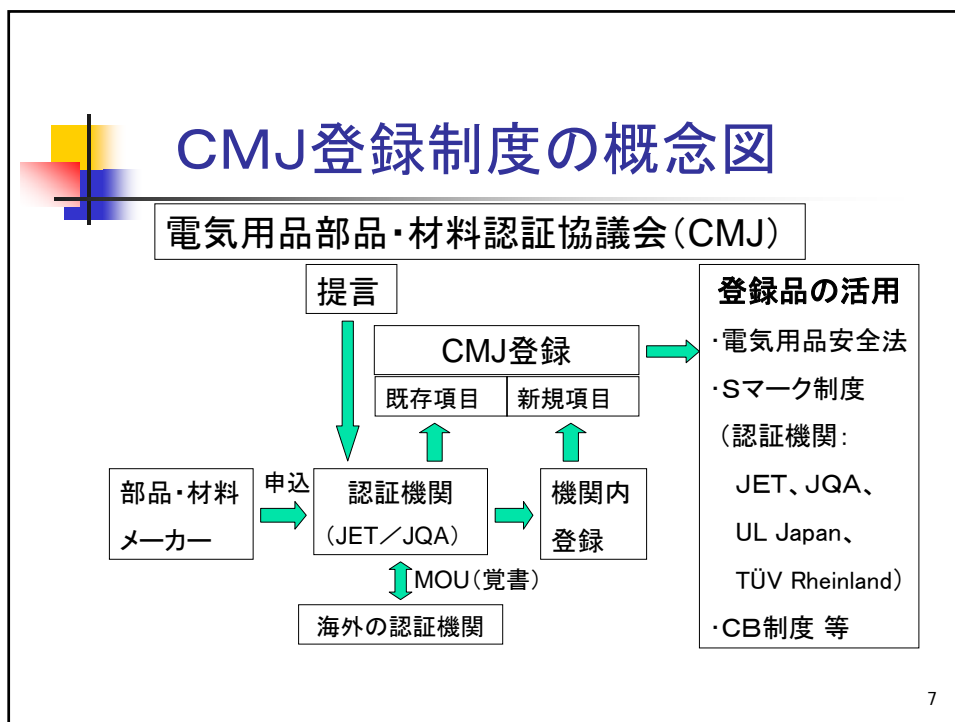 CMJ登録制度の概念図
電気用品部品・材料認証協議会(CMJ)
提言
CMJ登録
既存項目
新規項目
部品・材料
メーカー
申込
認証機関
(JET/JQA)
機関内
登録
MOU(覚書)
海外の認証機関
登録品の活用
・電気用品安全法
・Sマーク制度
(認証機関:
JET、JQA、
UL Japan、
TÜV Rheinland)
・CB制度 等
7